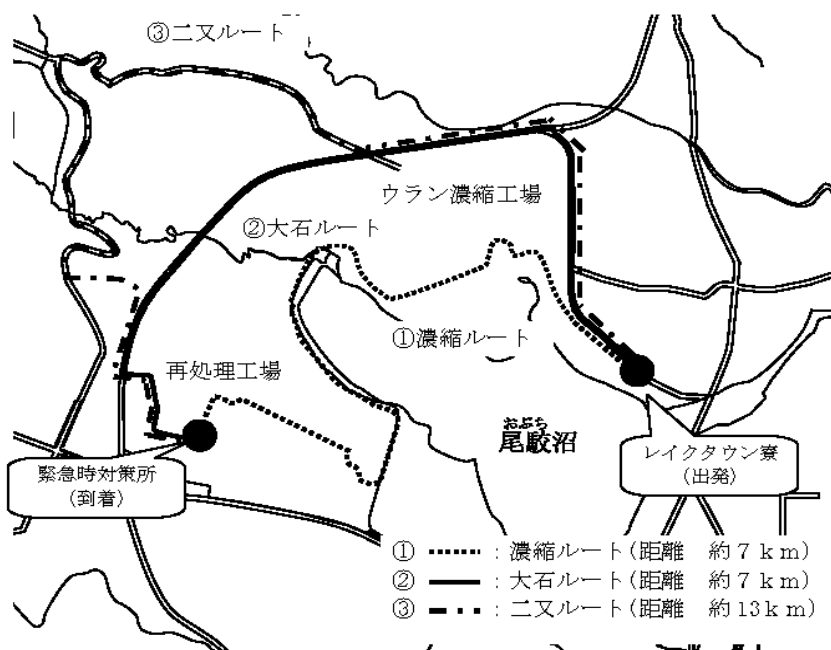 ③二又ルート
ウラン濃縮工場
②大石ルート
①濃縮ルート
再処理工場
おぶち
尾駮沼
レイクタウン寮
(出発)
緊急時対策所
(到着)
① : 濃縮ルート(距離 約7km)
② : 大石ルート(距離 約7km)
③ : 二又ルート(距離 約13km)